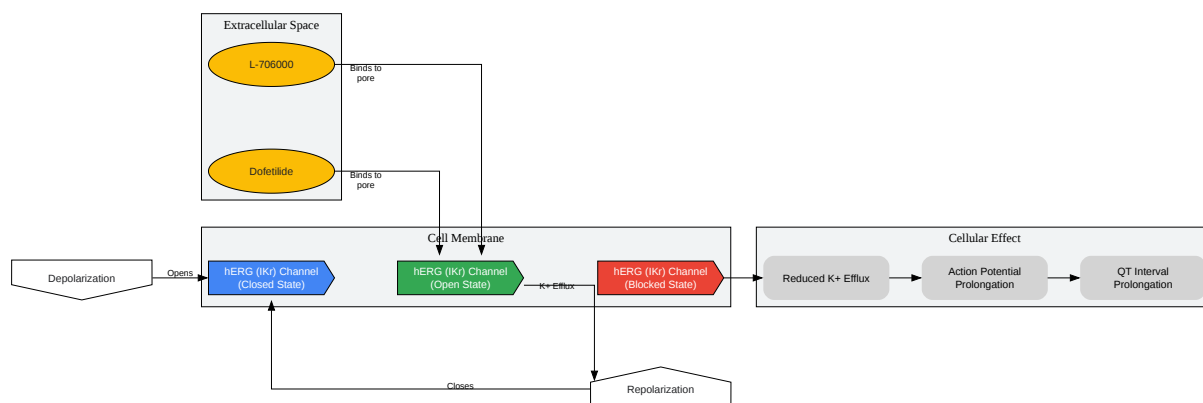 Extracellular Space
L-706000
Binds to
pore
Dofetilide
Binds to
pore
Cell Membrane
Cellular Effect
Depolarization
Opens
hERG (IKr) Channel
(Closed State)
hERG (IKr) Channel
(Open State)
K+ Efflux
hERG (IKr) Channel
(Blocked State)
Reduced K+ Efflux
Action Potential
Prolongation
QT Interval
Prolongation
Closes
Repolarization